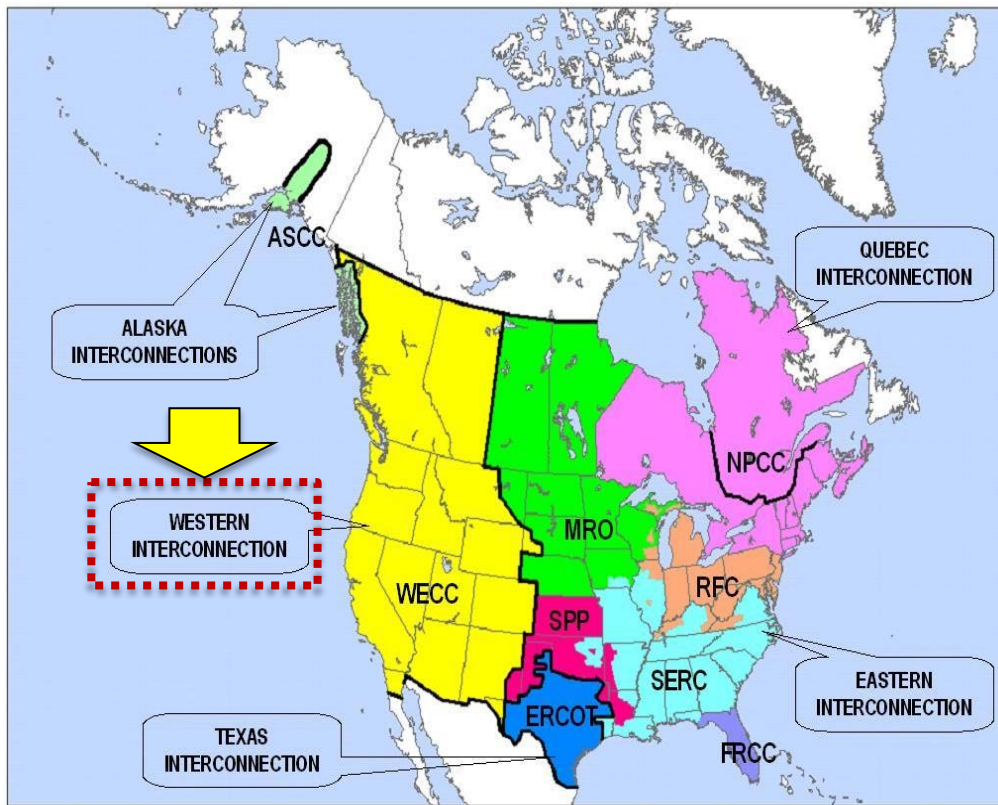 ASCC
QUEBEC
INTERCONNECTION
ALASKA
INTERCONNECTIONS
NPCC
WESTERN
INTERCONNECTION
MRO
WECC
RFC
SPP
SERC
EASTERN
INTERCONNECTION
ERCOT
TEXAS
INTERCONNECTION
FRCC